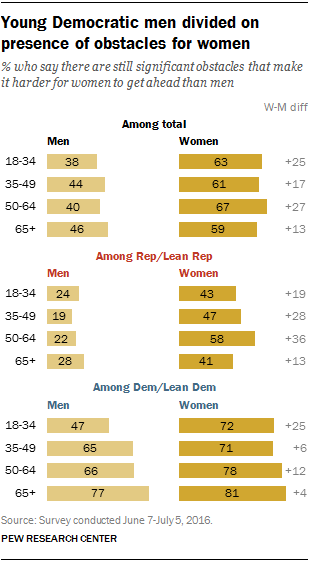 Young Democratic men divided on
presence of obstacles for women
% who say there are still significant obstacles that make
it harder for women to get ahead than men
W-M diff
Among total
Men Women
18-34 38 63 +25
35-49 44 61 +17
50-64 40 67 +27
65+ 46 59 +13
Among Rep/Lean Rep
Men Women
18-34 24 43 +19
35-49 19 47 +28
50-64 22 58 +36
65+ 28 41 +13
Among Dem/Lean Dem
Men Women
18-34 47 72 +25
35-49 65 71 +6
50-64 66 78 +12
65+ 77 81 +4
Source: Survey conducted June 7-July 5, 2016.
PEW RESEARCH CENTER